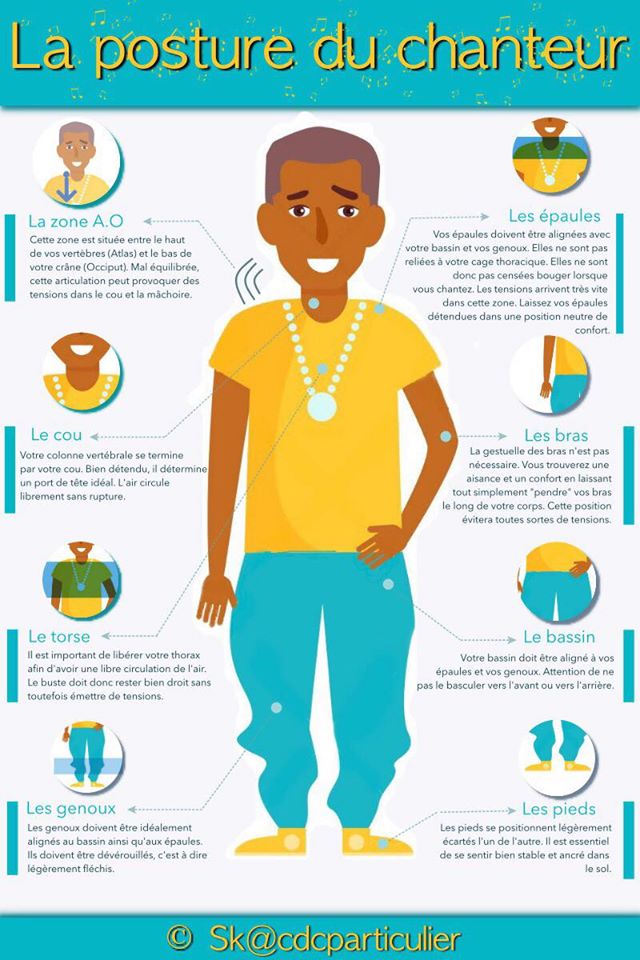 La posture du chanteur
La zone A.O
Cette zone est située entre le haut
de vos vertèbres (Atlas) et le bas de
votre crâne (Occiput). Mal équilibrée,
cette articulation peut provoquer des
tensions dans le cou et la mâchoire.
Les épaules
Vos épaules doivent être alignées avec
votre bassin et vos genoux. Elles ne sont pas
reliées à votre cage thoracique. Elles ne sont
donc pas censées bouger lorsque
vous chantez. Les tensions arrivent très vite
dans cette zone. Laissez vos épaules
détendues dans une position neutre de
confort.
Le cou
Votre colonne vertébrale se termine
par votre cou. Bien détendu, il détermine
un port de tête idéal. L'air circule
librement sans rupture.
Les bras
La gestuelle des bras n'est pas
nécessaire. Vous trouverez une
aisance et un confort en laissant
tout simplement "pendre" vos bras
le long de votre corps. Cette position
évitera toutes sortes de tensions.
Le torse
Il est important de libérer votre thorax
afin d'avoir une libre circulation de l'air.
Le buste doit donc rester bien droit sans
toutefois émettre de tensions.
Le bassin
Votre bassin doit être aligné à vos
épaules et vos genoux. Attention de ne
pas le basculer vers l'avant ou vers l'arrière.
Les genoux
Les genoux doivent être idéalement
alignés au bassin ainsi qu'aux épaules.
Ils doivent être dévérouillés, c'est à dire
légèrement fléchis.
Les pieds
Les pieds se positionnent légèrement
écartés l'un de l'autre. Il est essentiel
de se sentir bien stable et ancré dans
le sol.
© Sk@cdcparticulier